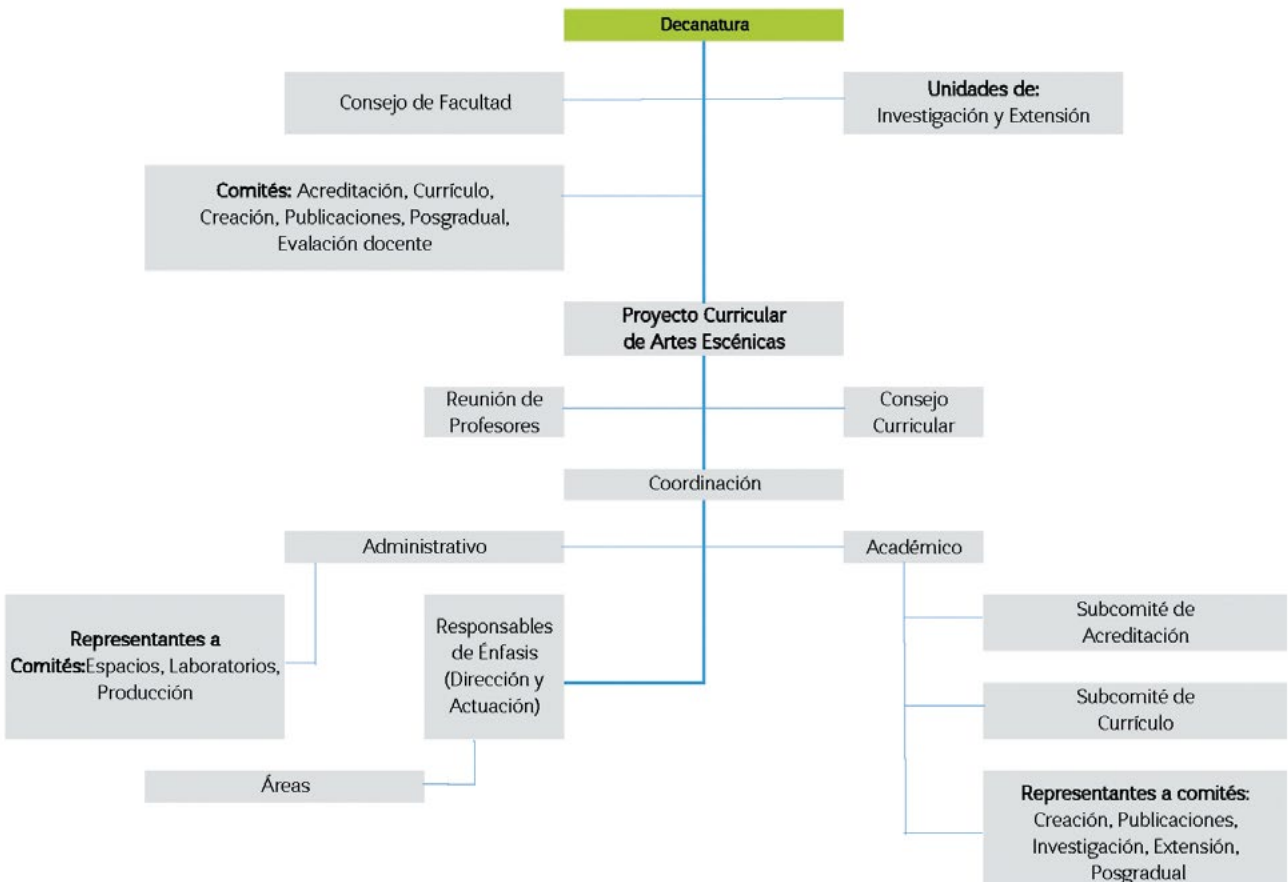 Decanatura
Consejo de Facultad
Unidades de:
Investigación y Extensión
Comités: Acreditación, Currículo,
Creación, Publicaciones, Posgradual,
Evalación docente
Proyecto Curricular
de Artes Escénicas
Reunión de
Profesores
Consejo
Curricular
Coordinación
Administrativo
Académico
Representantes a
Comités:Espacios, Laboratorios,
Producción
Responsables
de Énfasis
(Dirección y
Actuación)
Subcomité de
Acreditación
Subcomité de
Currículo
Áreas
Representantes a comités:
Creación, Publicaciones,
Investigación, Extensión,
Posgradual